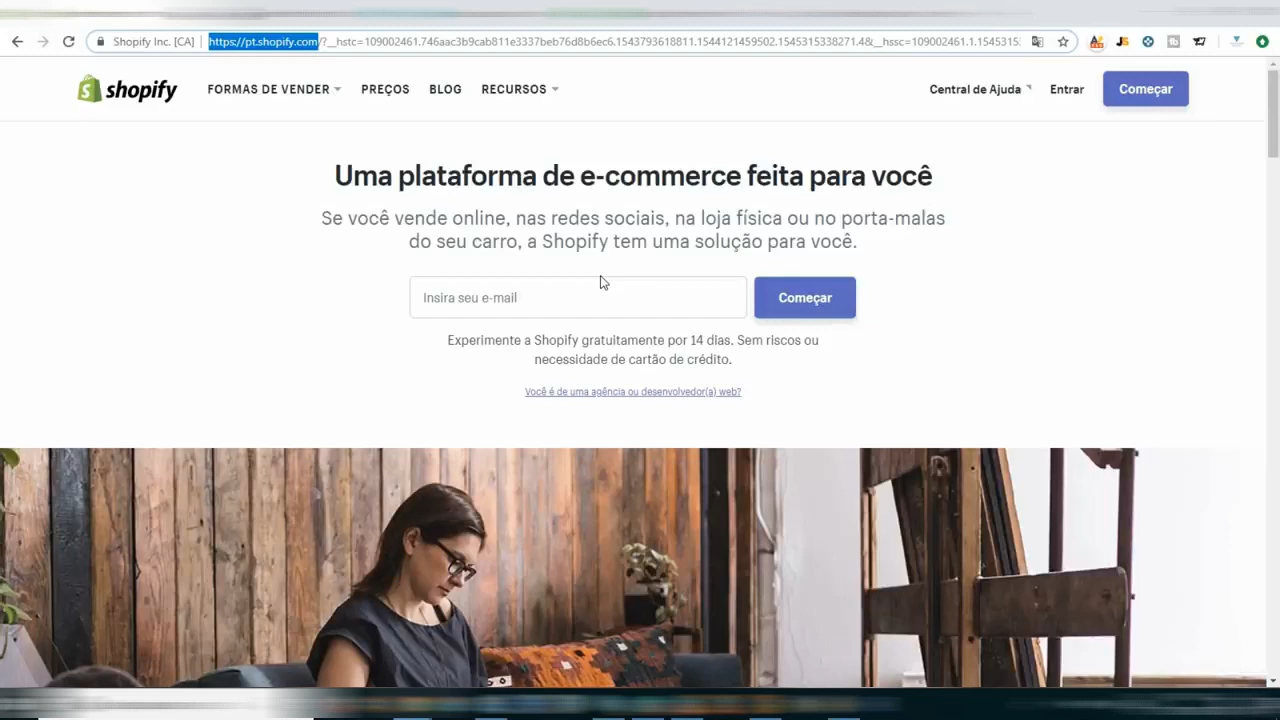 Shopify Inc. [CA] https://pt.shopify.com/?__hstc=109002461.746aac3b9cab811e3337beb76d8b6ec6.1543793618811.1544121459502.1545315338271.4&__hssc=109002461.1.1545315
shopify FORMAS DE VENDER PREÇOS BLOG RECURSOS Central de Ajuda Entrar Começar
Uma plataforma de e-commerce feita para você
Se você vende online, nas redes sociais, na loja física ou no porta-malas
do seu carro, a Shopify tem uma solução para você.
Insira seu e-mail Começar
Experimente a Shopify gratuitamente por 14 dias. Sem riscos ou
necessidade de cartão de crédito.
Você é de uma agência ou desenvolvedor(a) web?